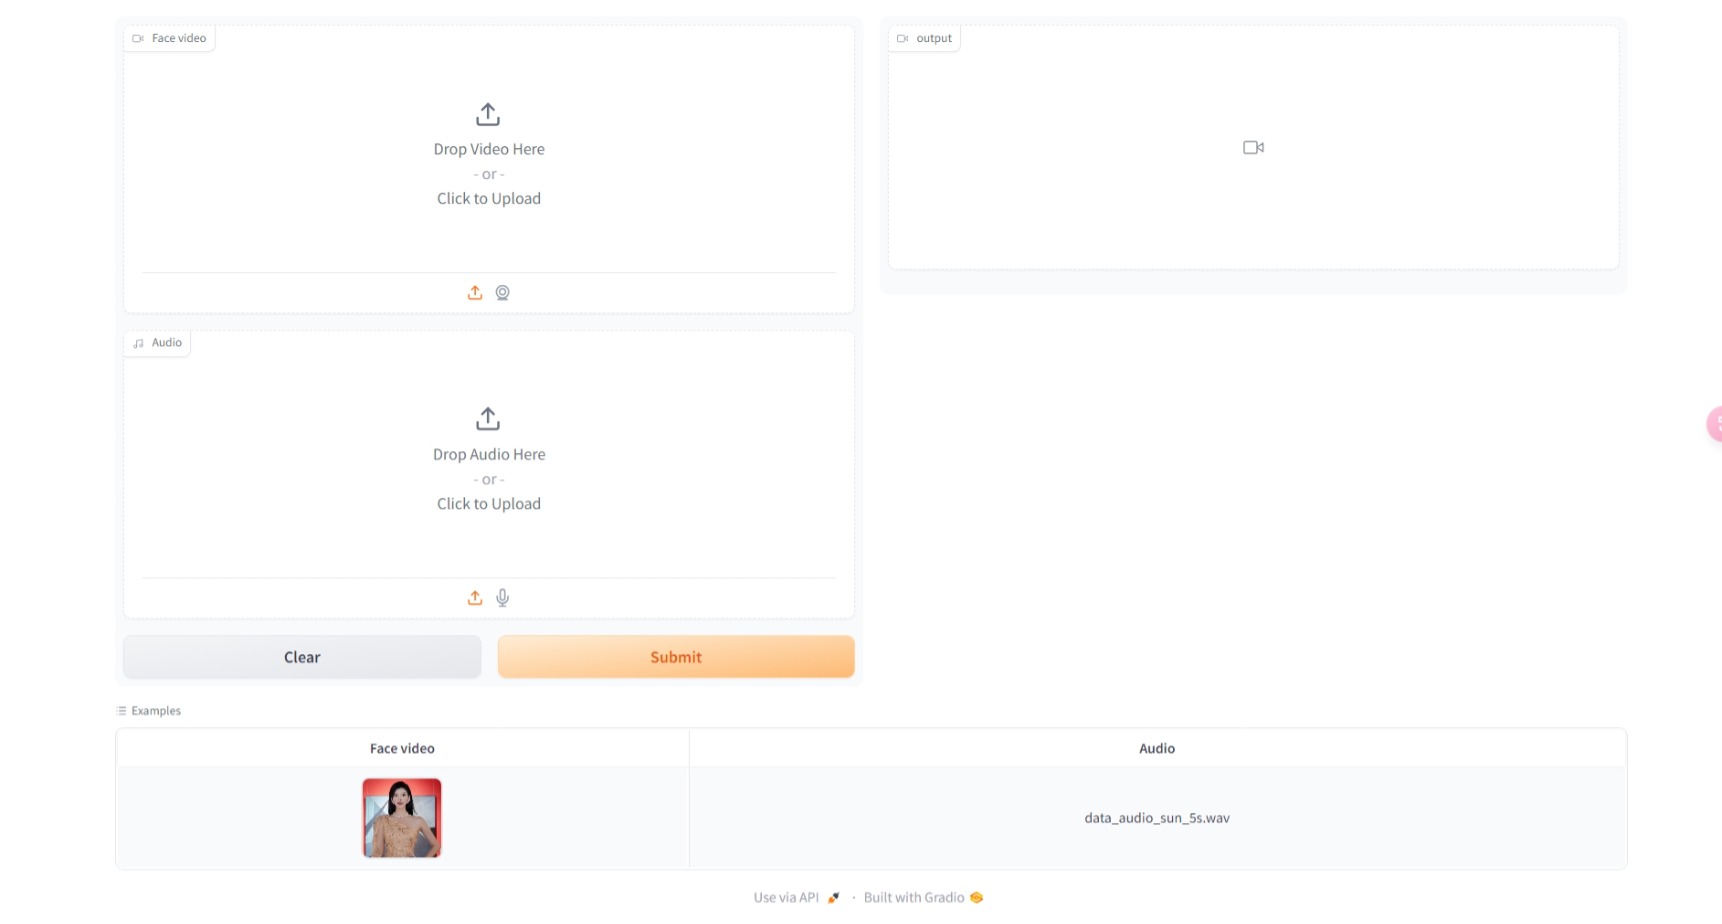 Face video
Drop Video Here
- or -
Click to Upload
Audio
Drop Audio Here
- or -
Click to Upload
Clear
Submit
output
Examples
Face video
Audio
data_audio_sun_5s.wav
Use via API · Built with Gradio